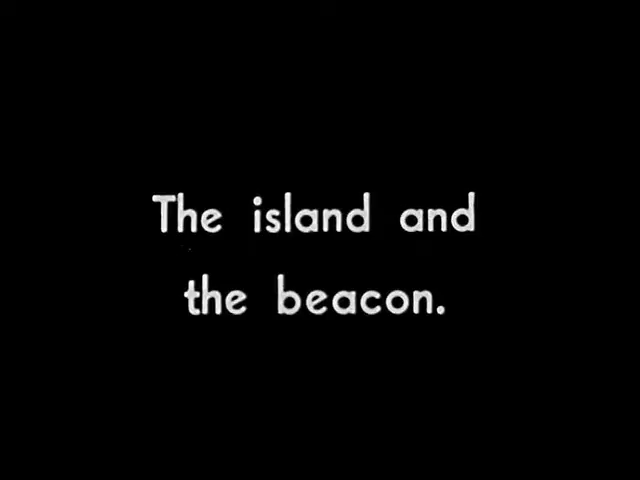 The island and
the beacon.